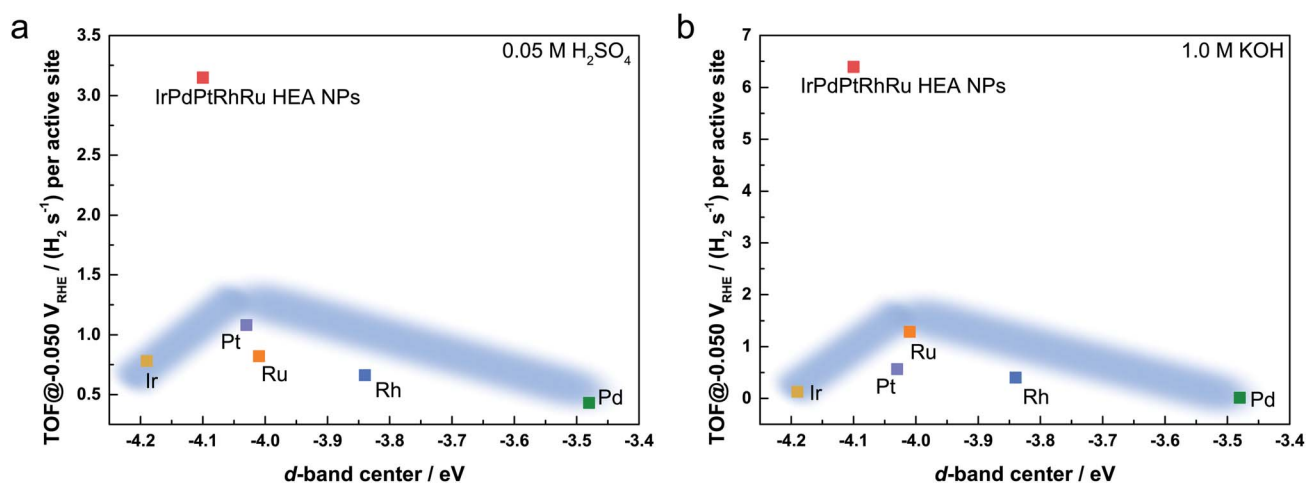 a
0.05 M H₂SO₄
TOF@-0.050 V_RHE / (H₂ s⁻¹) per active site
3.5
3.0
2.5
2.0
1.5
1.0
0.5
IrPdPtRhRu HEA NPs
Ir
Pt
Ru
Rh
Pd
-4.2 -4.1 -4.0 -3.9 -3.8 -3.7 -3.6 -3.5 -3.4
d-band center / eV
b
1.0 M KOH
TOF@-0.050 V_RHE / (H₂ s⁻¹) per active site
7
6
5
4
3
2
1
0
IrPdPtRhRu HEA NPs
Ir
Pt
Ru
Rh
Pd
-4.2 -4.1 -4.0 -3.9 -3.8 -3.7 -3.6 -3.5 -3.4
d-band center / eV